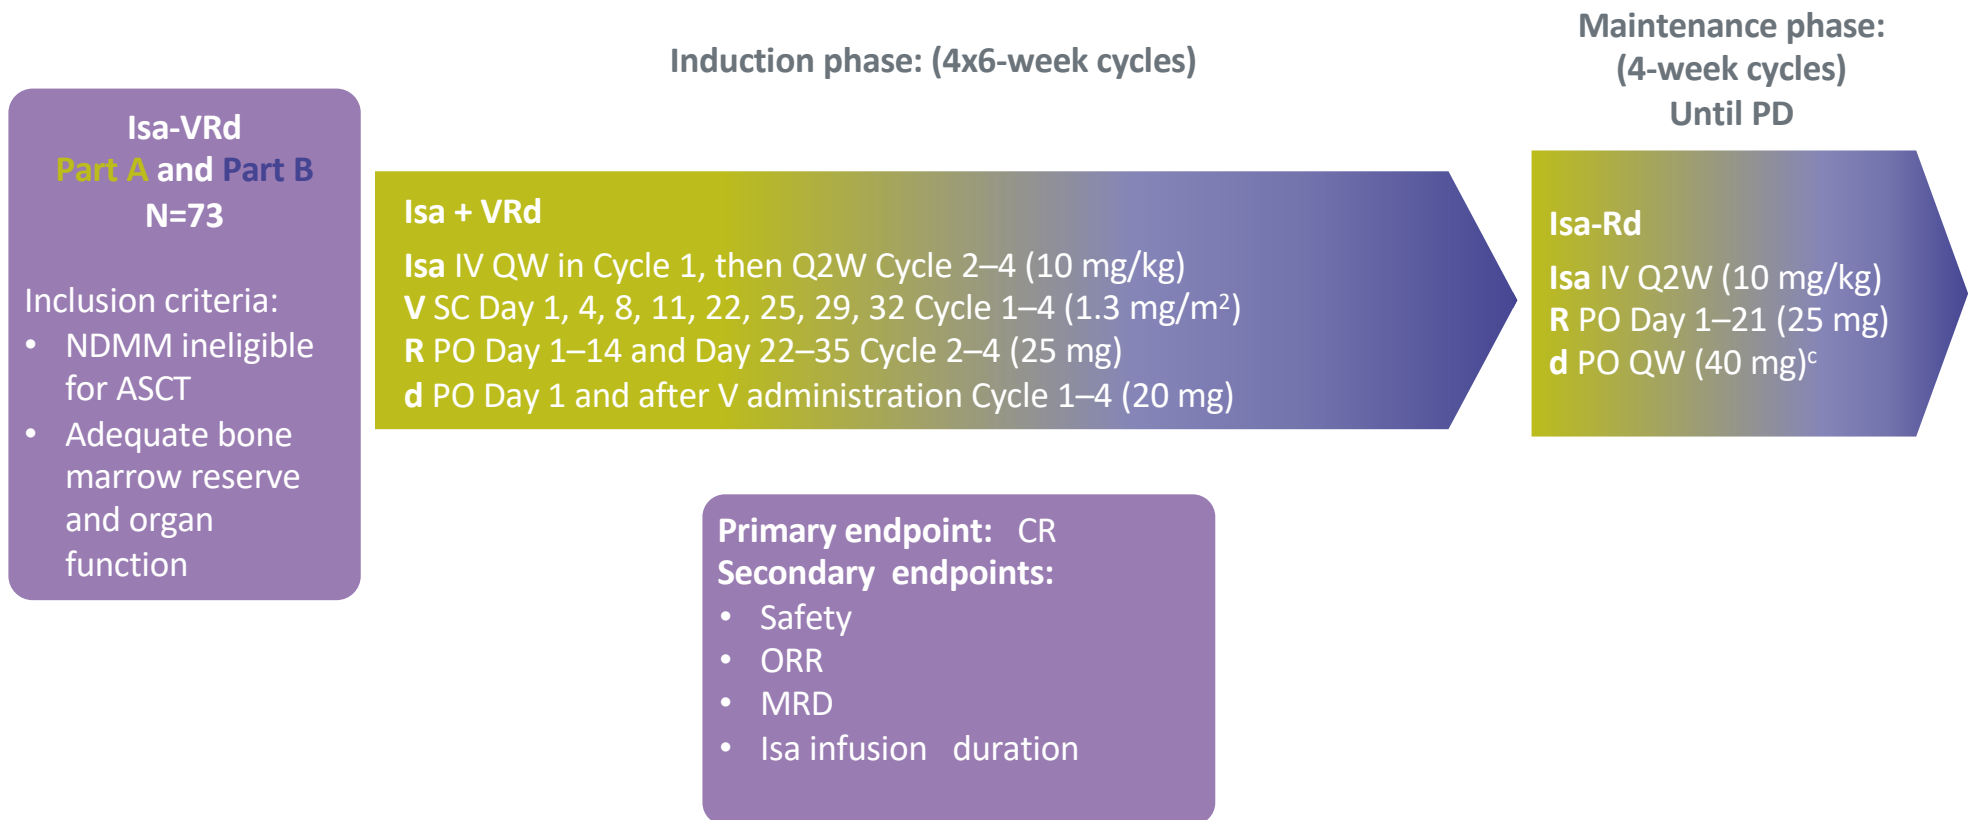 Induction phase: (4x6-week cycles)
Maintenance phase:
(4-week cycles)
Until PD
Isa-VRd
Part A and Part B
N=73
Inclusion criteria:
• NDMM ineligible
for ASCT
• Adequate bone
marrow reserve
and organ
function
Isa + VRd
Isa IV QW in Cycle 1, then Q2W Cycle 2–4 (10 mg/kg)
V SC Day 1, 4, 8, 11, 22, 25, 29, 32 Cycle 1–4 (1.3 mg/m²)
R PO Day 1–14 and Day 22–35 Cycle 2–4 (25 mg)
d PO Day 1 and after V administration Cycle 1–4 (20 mg)
Isa-Rd
Isa IV Q2W (10 mg/kg)
R PO Day 1–21 (25 mg)
d PO QW (40 mg)ᶜ
Primary endpoint: CR
Secondary endpoints:
• Safety
• ORR
• MRD
• Isa infusion duration